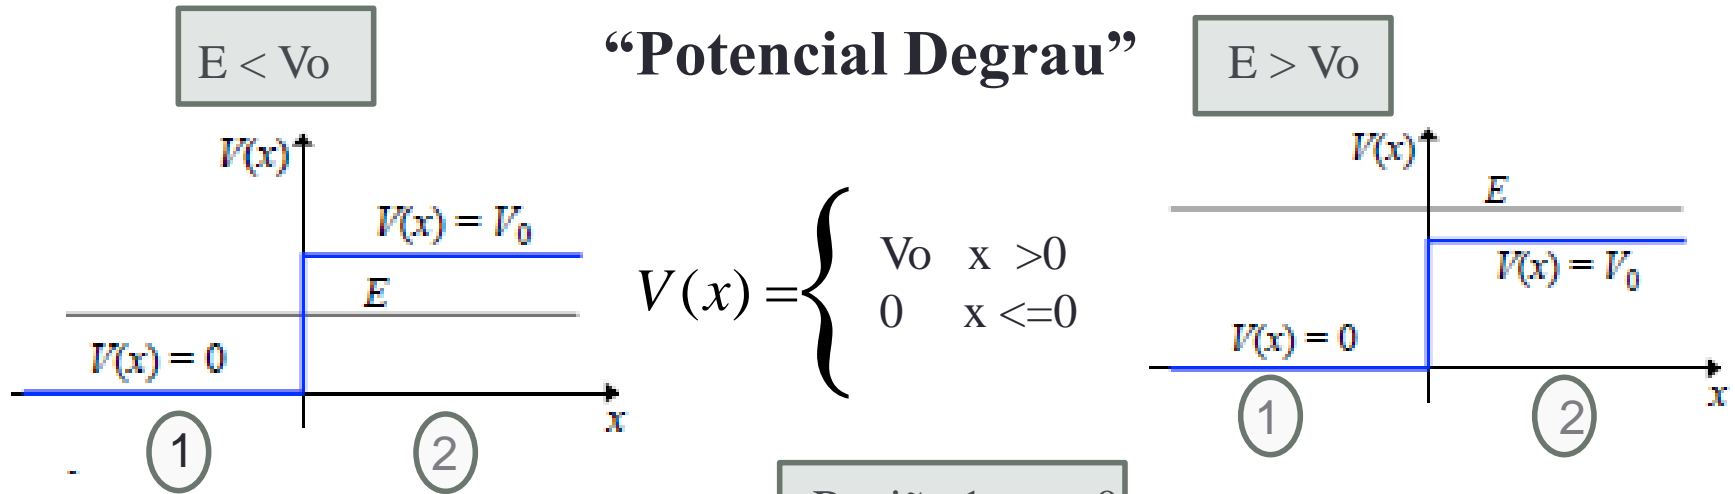 E < Vo
“Potencial Degrau”
E > Vo
V(x)
V(x) = V₀
E
V(x) = 0
x
1
2
V(x) =
Vo x >0
0 x <=0
V(x)
E
V(x) = V₀
V(x) = 0
x
1
2